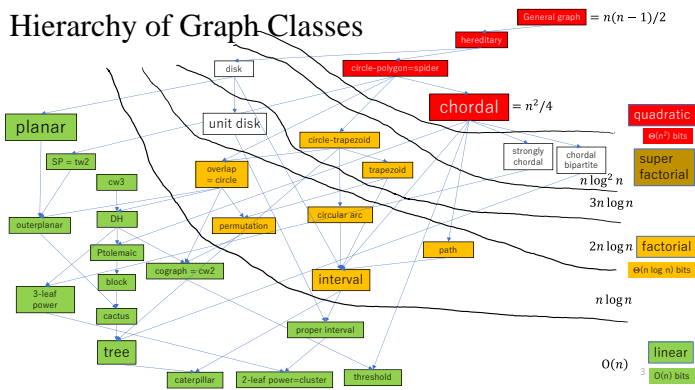 Hierarchy of Graph Classes
General graph
= n(n − 1)/2
hereditary
disk
circle-polygon=spider
chordal
= n²/4
quadratic
Θ(n²) bits
planar
unit disk
circle-trapezoid
strongly
chordal
chordal
bipartite
super
factorial
SP = tw2
overlap
= circle
trapezoid
n log² n
cw3
3n log n
outerplanar
DH
permutation
circular arc
2n log n
factorial
Θ(n log n) bits
Ptolemaic
path
cograph = cw2
block
interval
3-leaf
power
n log n
cactus
proper interval
tree
O(n)
linear
3
O(n) bits
caterpillar
2-leaf power=cluster
threshold